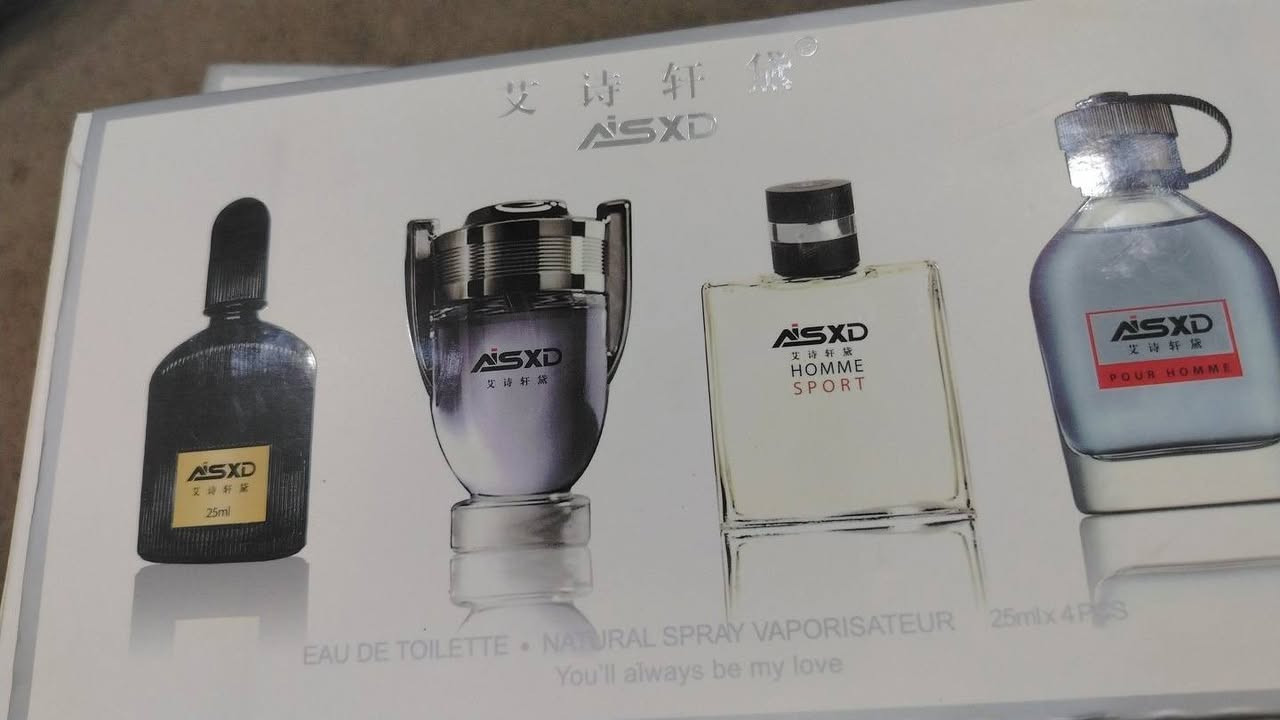 艾诗轩黛®
AiSXD
AiSXD
艾诗轩黛
25ml
AiSXD
艾诗轩黛
AiSXD
艾诗轩黛
HOMME
SPORT
AiSXD
艾诗轩黛
POUR HOMME
EAU DE TOILETTE • NATURAL SPRAY VAPORISATEUR 25ml x 4 PCS
You'll always be my love